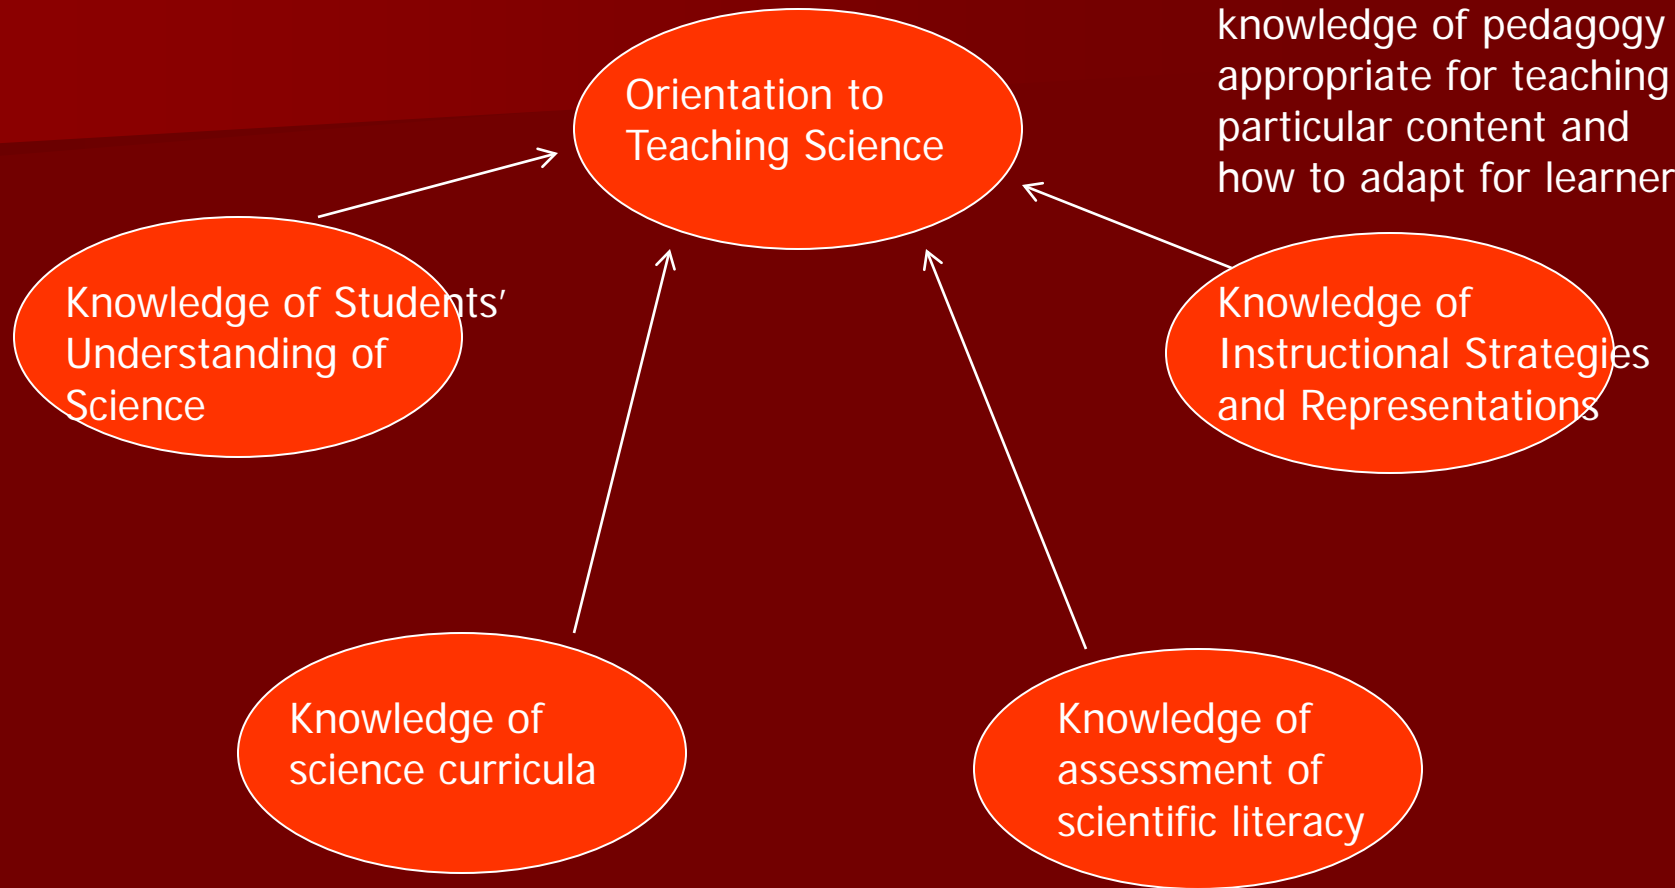 knowledge of pedagogy
appropriate for teaching
particular content and
how to adapt for learner
Orientation to
Teaching Science
Knowledge of Students’
Understanding of
Science
Knowledge of
Instructional Strategies
and Representations
Knowledge of
science curricula
Knowledge of
assessment of
scientific literacy